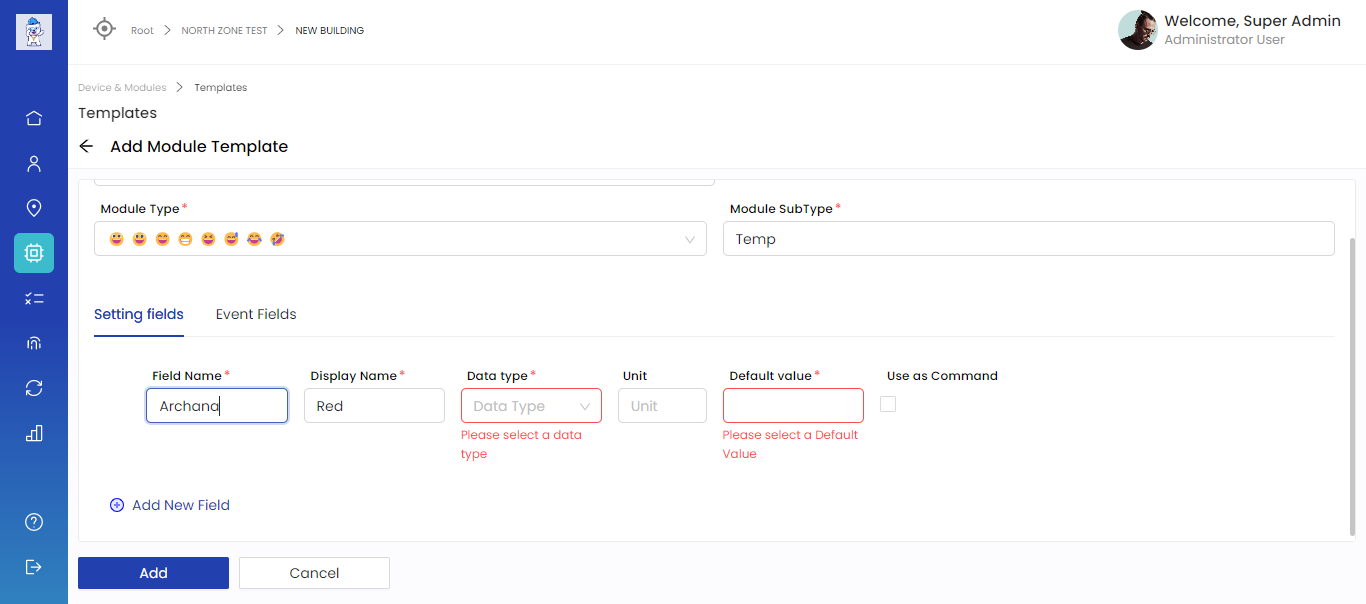 Root > NORTH ZONE TEST > NEW BUILDING
Welcome, Super Admin
Administrator User
Device & Modules > Templates
Templates
Add Module Template
Module Type* Module SubType*
😀 😃 😄 😁 😆 😅 😂 🤣 Temp
Setting fields Event Fields
Field Name* Display Name* Data type* Unit Default value* Use as Command
Archana Red Data Type Unit
Please select a data type
Please select a Default Value
Add New Field
Add Cancel